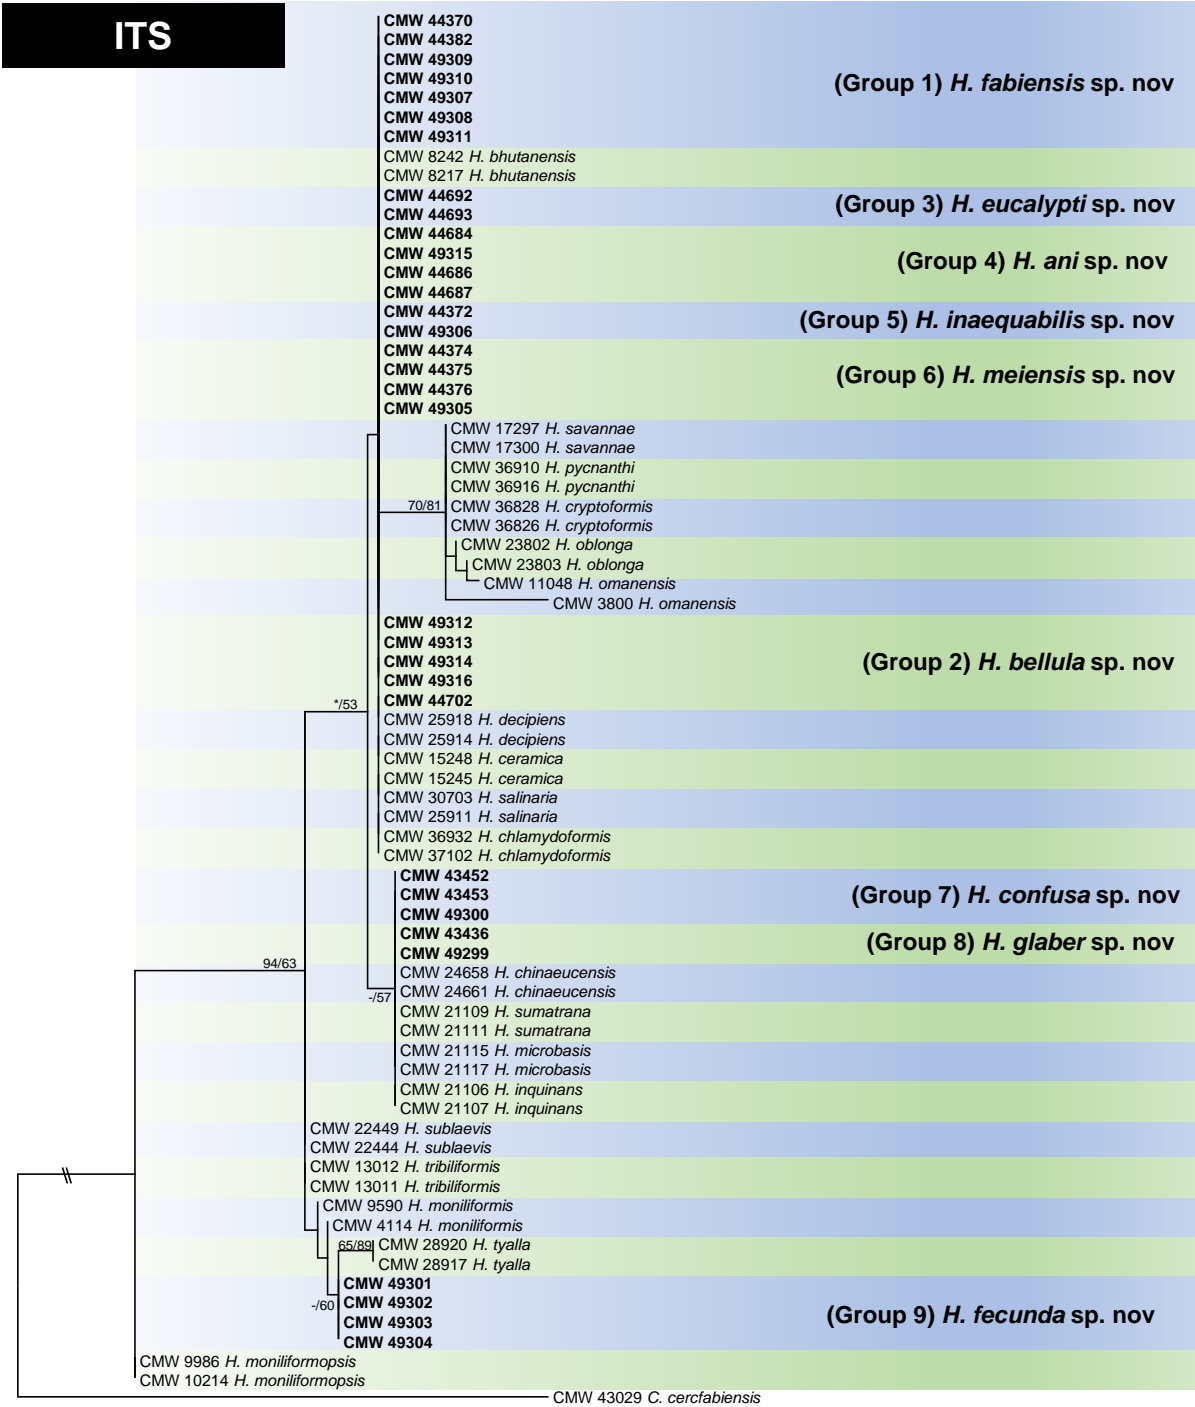 ITS
CMW 44370
CMW 44382
CMW 49309
CMW 49310
(Group 1) H. fabiensis sp. nov
CMW 49307
CMW 49308
CMW 49311
CMW 8242 H. bhutanensis
CMW 8217 H. bhutanensis
CMW 44692
(Group 3) H. eucalypti sp. nov
CMW 44693
CMW 44684
CMW 49315
(Group 4) H. ani sp. nov
CMW 44686
CMW 44687
CMW 44372
(Group 5) H. inaequabilis sp. nov
CMW 49306
CMW 44374
CMW 44375
(Group 6) H. meiensis sp. nov
CMW 44376
CMW 49305
CMW 17297 H. savannae
CMW 17300 H. savannae
CMW 36910 H. pycnanthi
CMW 36916 H. pycnanthi
70/81
CMW 36828 H. cryptoformis
CMW 36826 H. cryptoformis
CMW 23802 H. oblonga
CMW 23803 H. oblonga
CMW 11048 H. omanensis
CMW 3800 H. omanensis
CMW 49312
CMW 49313
CMW 49314
(Group 2) H. bellula sp. nov
CMW 49316
CMW 44702
*/53
CMW 25918 H. decipiens
CMW 25914 H. decipiens
CMW 15248 H. ceramica
CMW 15245 H. ceramica
CMW 30703 H. salinaria
CMW 25911 H. salinaria
CMW 36932 H. chlamydoformis
CMW 37102 H. chlamydoformis
CMW 43452
CMW 43453
(Group 7) H. confusa sp. nov
CMW 49300
CMW 43436
(Group 8) H. glaber sp. nov
CMW 49299
94/63
CMW 24658 H. chinaeucensis
CMW 24661 H. chinaeucensis
-/57
CMW 21109 H. sumatrana
CMW 21111 H. sumatrana
CMW 21115 H. microbasis
CMW 21117 H. microbasis
CMW 21106 H. inquinans
CMW 21107 H. inquinans
CMW 22449 H. sublaevis
CMW 22444 H. sublaevis
CMW 13012 H. tribiliformis
CMW 13011 H. tribiliformis
CMW 9590 H. moniliformis
CMW 4114 H. moniliformis
65/89
CMW 28920 H. tyalla
CMW 28917 H. tyalla
CMW 49301
CMW 49302
-/60
(Group 9) H. fecunda sp. nov
CMW 49303
CMW 49304
CMW 9986 H. moniliformopsis
CMW 10214 H. moniliformopsis
CMW 43029 C. cercfabiensis